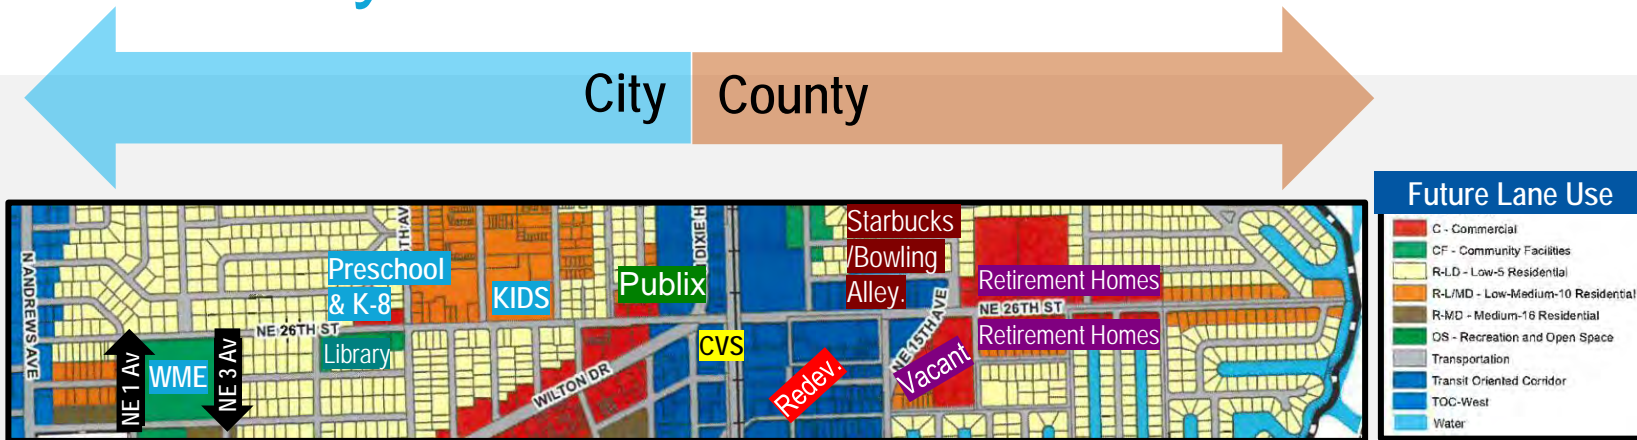 City
County
N ANDREWS AVE
NE 1 Av
WME
NE 3 Av
NE 26TH ST
Preschool
& K-8
Library
KIDS
WILTON DR
Publix
DIXIE H
CVS
Starbucks
/Bowling
Alley.
Redev.
NE 15TH AVE
Vacant
Retirement Homes
NE 26TH ST
Retirement Homes
Future Lane Use
C - Commercial
CF - Community Facilities
R-LD - Low-5 Residential
R-L/MD - Low-Medium-10 Residential
R-MD - Medium-16 Residential
OS - Recreation and Open Space
Transportation
Transit Oriented Corridor
TOC-West
Water